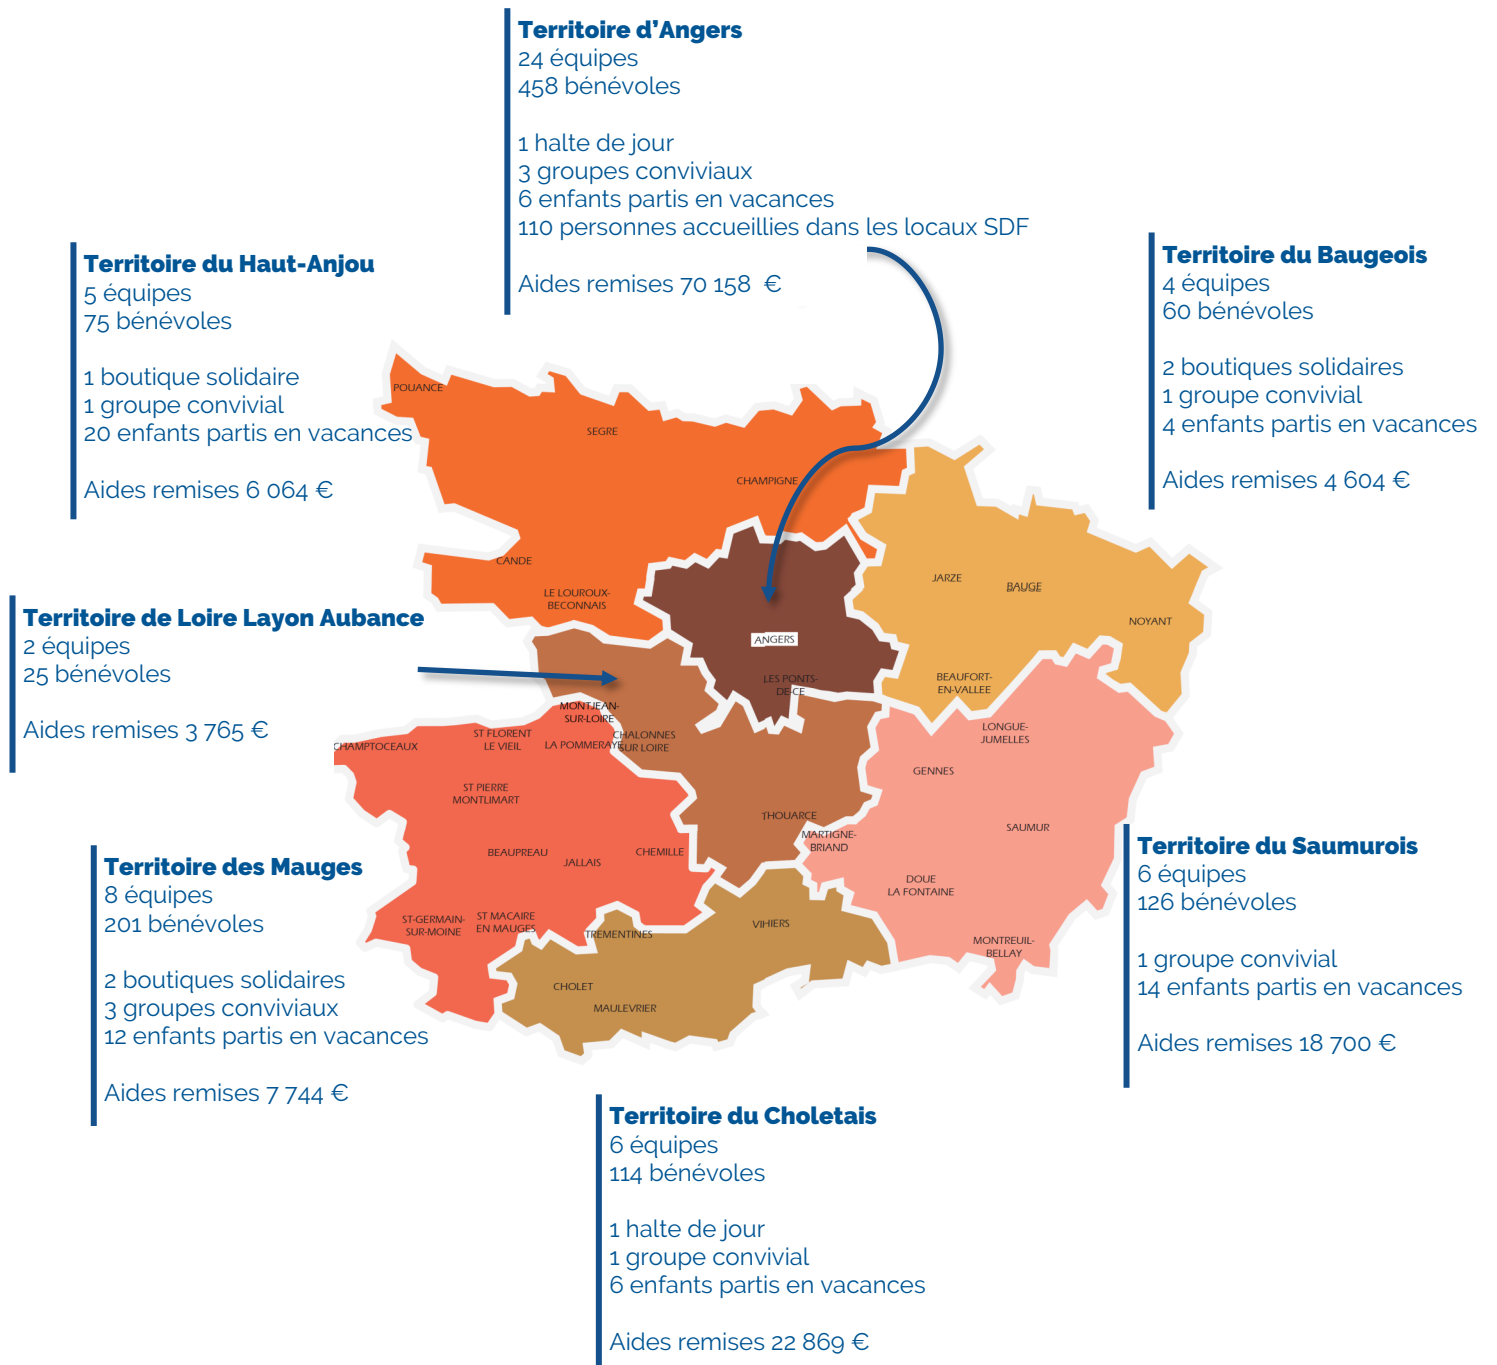 Territoire d'Angers
24 équipes
458 bénévoles
1 halte de jour
3 groupes conviviaux
6 enfants partis en vacances
110 personnes accueillies dans les locaux SDF
Aides remises 70 158 €
Territoire du Haut-Anjou
5 équipes
75 bénévoles
1 boutique solidaire
1 groupe convivial
20 enfants partis en vacances
Aides remises 6 064 €
Territoire du Baugeois
4 équipes
60 bénévoles
2 boutiques solidaires
1 groupe convivial
4 enfants partis en vacances
Aides remises 4 604 €
Territoire de Loire Layon Aubance
2 équipes
25 bénévoles
Aides remises 3 765 €
Territoire des Mauges
8 équipes
201 bénévoles
2 boutiques solidaires
3 groupes conviviaux
12 enfants partis en vacances
Aides remises 7 744 €
Territoire du Saumurois
6 équipes
126 bénévoles
1 groupe convivial
14 enfants partis en vacances
Aides remises 18 700 €
Territoire du Choletais
6 équipes
114 bénévoles
1 halte de jour
1 groupe convivial
6 enfants partis en vacances
Aides remises 22 869 €
POUANCE
SEGRE
CHAMPIGNE
CANDE
LE LOUROUX-
BECONNAIS
JARZE
BAUGE
NOYANT
BEAUFORT-
EN-VALLEE
ANGERS
LES PONTS-
DE-CE
MONTJEAN-
SUR-LOIRE
CHALONNES
SUR LOIRE
THOUARCE
CHAMPTOCEAUX
ST FLORENT
LE VIEIL
LA POMMERAYE
ST PIERRE
MONTLIMART
BEAUPREAU
JALLAIS
CHEMILLE
ST-GERMAIN-
SUR-MOINE
ST MACAIRE
EN MAUGES
TREMENTINES
CHOLET
MAULEVRIER
VIHIERS
LONGUE-
JUMELLES
GENNES
SAUMUR
MARTIGNE-
BRIAND
DOUE
LA FONTAINE
MONTREUIL-
BELLAY